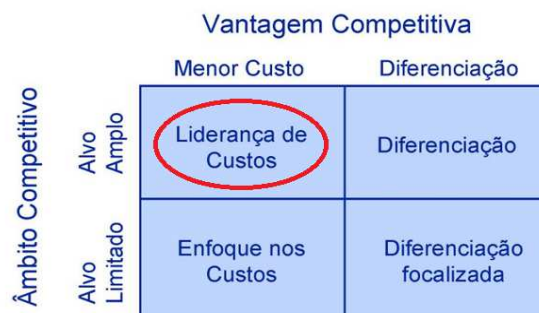 Vantagem Competitiva
Menor Custo Diferenciação
Âmbito Competitivo
Alvo
Amplo
Liderança de
Custos
Diferenciação
Alvo
Limitado
Enfoque nos
Custos
Diferenciação
focalizada